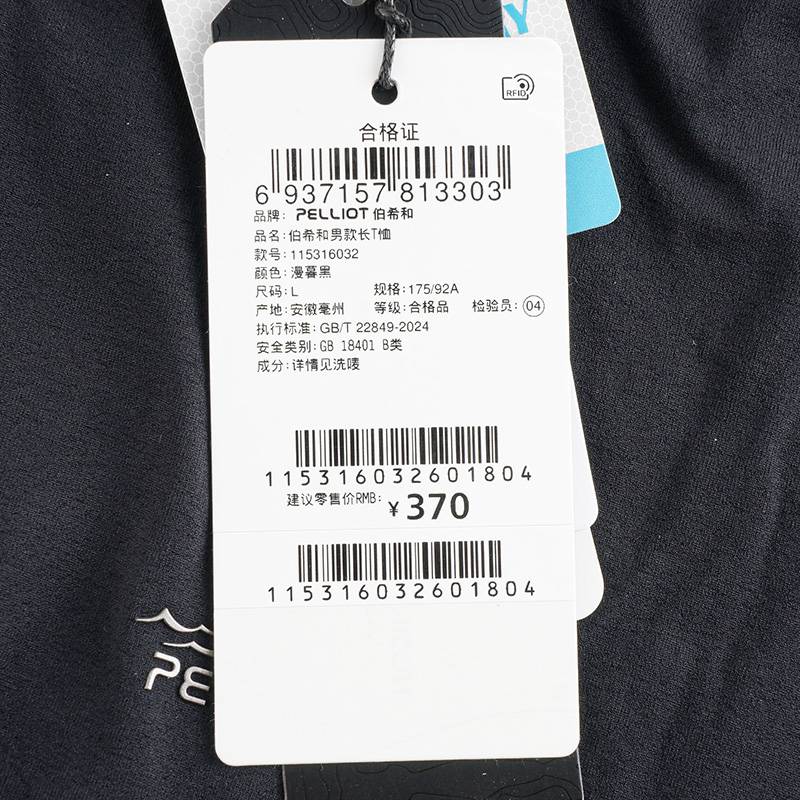 RFID
合格证
6 937157 813303
品牌: PELLIOT 伯希和
品名: 伯希和男款长T恤
款号: 115316032
颜色: 漫暮黑
尺码: L 规格: 175/92A
产地: 安徽亳州 等级: 合格品 检验员: 04
执行标准: GB/T 22849-2024
安全类别: GB 18401 B类
成分: 详情见洗唛
115316032601804
建议零售价RMB: ¥370
115316032601804
PE